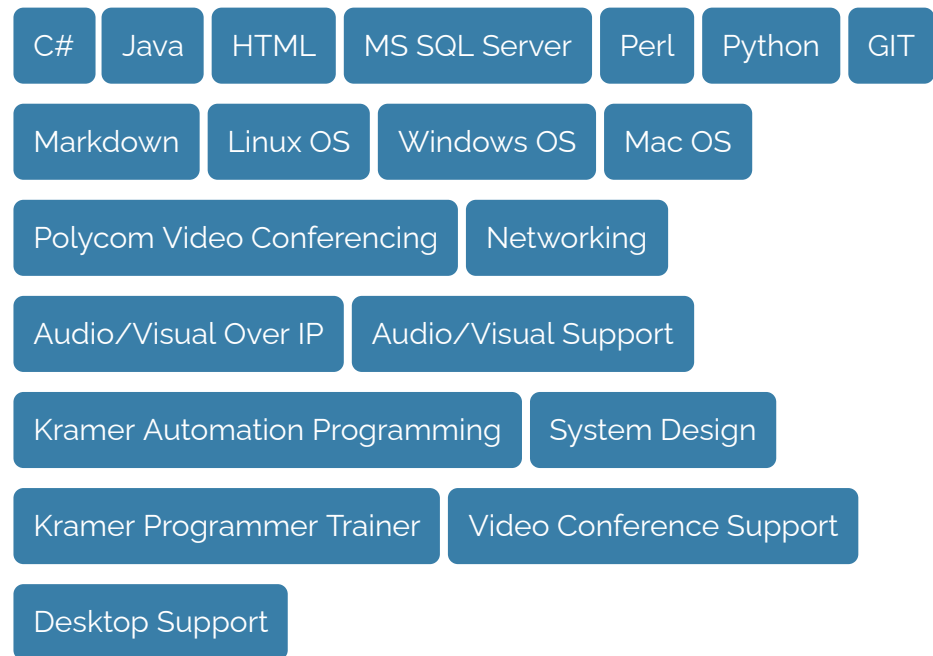 C# Java HTML MS SQL Server Perl Python GIT
Markdown Linux OS Windows OS Mac OS
Polycom Video Conferencing Networking
Audio/Visual Over IP Audio/Visual Support
Kramer Automation Programming System Design
Kramer Programmer Trainer Video Conference Support
Desktop Support